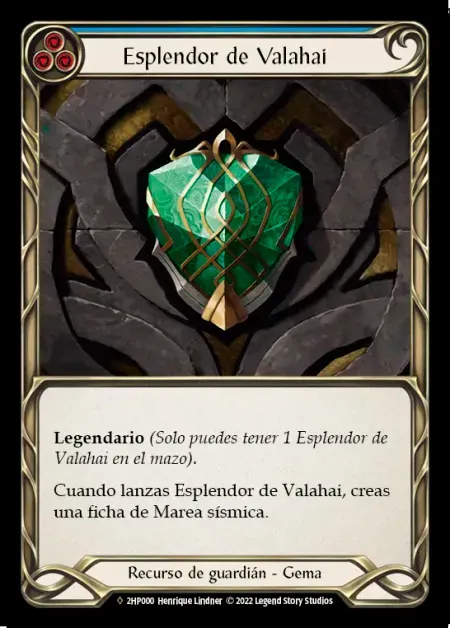 Esplendor de Valahai
Legendario (Solo puedes tener 1 Esplendor de
Valahai en el mazo).
Cuando lanzas Esplendor de Valahai, creas
una ficha de Marea sísmica.
Recurso de guardián - Gema
2HP000 Henrique Lindner © 2022 Legend Story Studios